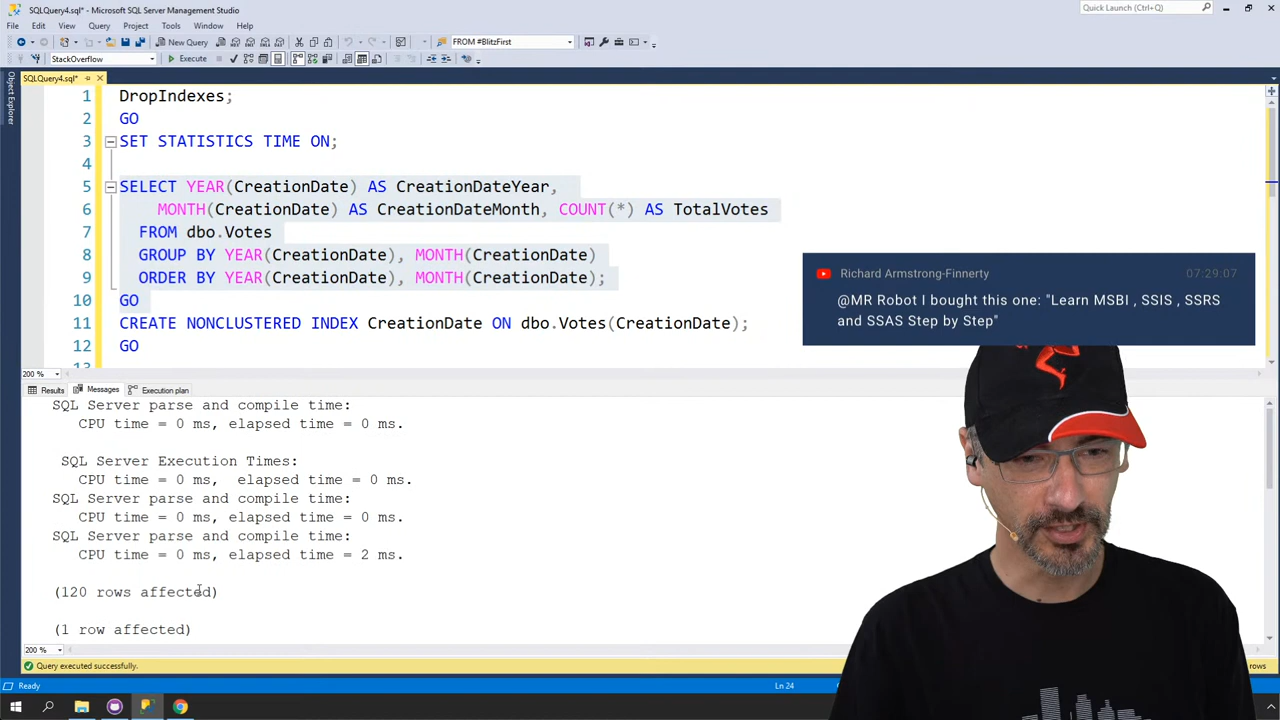 SQLQuery4.sql* - Microsoft SQL Server Management Studio
Quick Launch (Ctrl+Q)
File Edit View Query Project Tools Window Help
New Query
FROM #BlitzFirst
StackOverflow
Execute
SQLQuery4.sql*
Object Explorer
1 DropIndexes;
2 GO
3 SET STATISTICS TIME ON;
4
5 SELECT YEAR(CreationDate) AS CreationDateYear,
6 MONTH(CreationDate) AS CreationDateMonth, COUNT(*) AS TotalVotes
7 FROM dbo.Votes
8 GROUP BY YEAR(CreationDate), MONTH(CreationDate)
9 ORDER BY YEAR(CreationDate), MONTH(CreationDate);
10 GO
11 CREATE NONCLUSTERED INDEX CreationDate ON dbo.Votes(CreationDate);
12 GO
Richard Armstrong-Finnerty 07:29:07
@MR Robot I bought this one: "Learn MSBI , SSIS , SSRS
and SSAS Step by Step"
200 %
Results Messages Execution plan
SQL Server parse and compile time:
CPU time = 0 ms, elapsed time = 0 ms.
SQL Server Execution Times:
CPU time = 0 ms, elapsed time = 0 ms.
SQL Server parse and compile time:
CPU time = 0 ms, elapsed time = 0 ms.
SQL Server parse and compile time:
CPU time = 0 ms, elapsed time = 2 ms.
(120 rows affected)
(1 row affected)
200 %
Query executed successfully.
rows
Ready
Ln 24